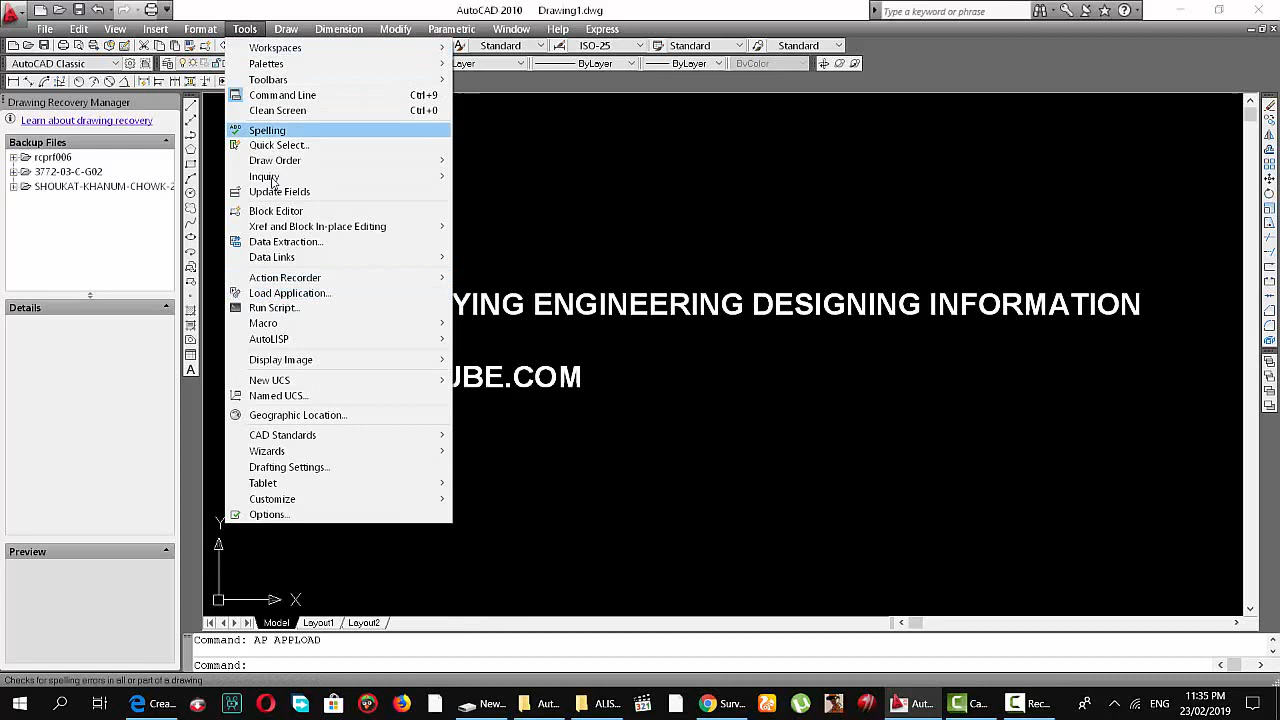 AutoCAD 2010 Drawing1.dwg
Type a keyword or phrase
File Edit View Insert Format Tools Draw Dimension Modify Parametric Window Help Express
Standard ISO-25 Standard Standard
AutoCAD Classic Layer ByLayer ByLayer ByColor
Drawing Recovery Manager
Learn about drawing recovery
Backup Files
rcprf006
3772-03-C-G02
SHOUKAT-KHANUM-CHOWK-2
Details
Preview
Workspaces
Palettes
Toolbars
Command Line Ctrl+9
Clean Screen Ctrl+0
Spelling
Quick Select...
Draw Order
Inquiry
Update Fields
Block Editor
Xref and Block In-place Editing
Data Extraction...
Data Links
Action Recorder
Load Application...
Run Script...
Macro
AutoLISP
Display Image
New UCS
Named UCS...
Geographic Location...
CAD Standards
Wizards
Drafting Settings...
Tablet
Customize
Options...
YING ENGINEERING DESIGNING INFORMATION
UBE.COM
Y
X
A
Model Layout1 Layout2
Command: AP APPLOAD
Command:
Checks for spelling errors in all or part of a drawing
Crea... New... Aut... ALIS... Surv... Aut... Ca... Rec...
ENG
11:35 PM
23/02/2019